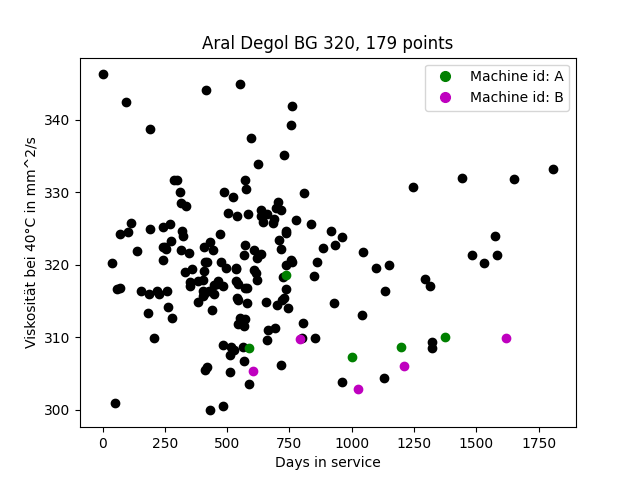 Aral Degol BG 320, 179 points
Machine id: A
Machine id: B
Viskosität bei 40°C in mm^2/s
340
330
320
310
300
0 250 500 750 1000 1250 1500 1750
Days in service